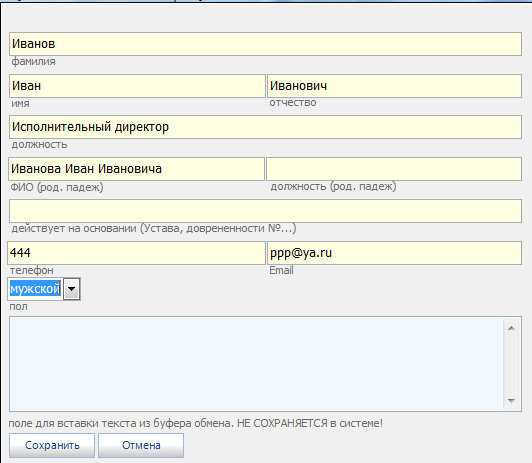 Иванов
фамилия
Иван Иванович
имя отчество
Исполнительный директор
должность
Иванова Иван Ивановича
ФИО (род. падеж) должность (род. падеж)
действует на основании (Устава, довренености №...)
444 ppp@ya.ru
телефон Email
мужской
пол
поле для вставки текста из буфера обмена. НЕ СОХРАНЯЕТСЯ в системе!
Сохранить Отмена